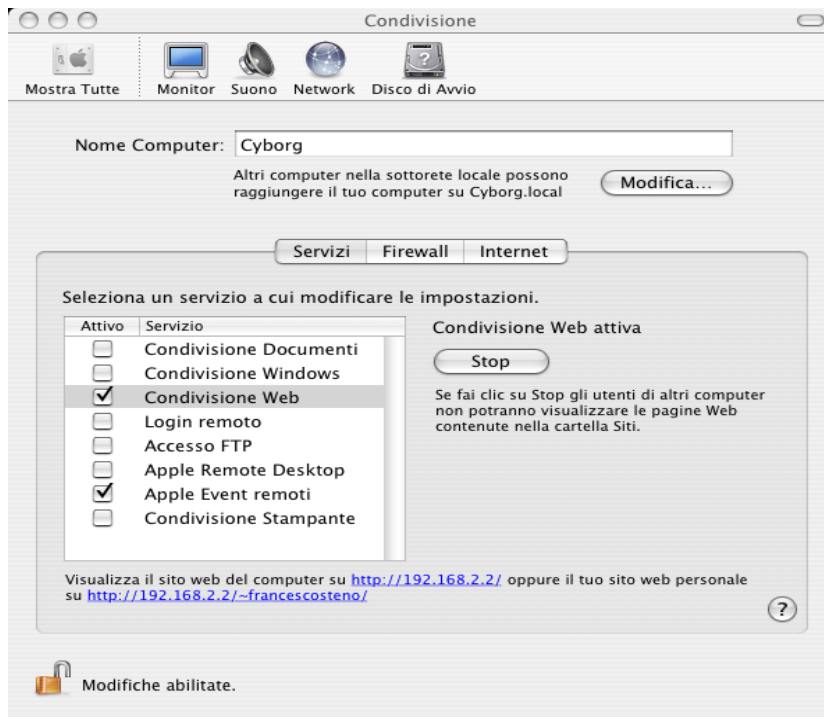 Condivisione
Mostra Tutte Monitor Suono Network Disco di Avvio
Nome Computer: Cyborg
Altri computer nella sottorete locale possono
raggiungere il tuo computer su Cyborg.local
Modifica...
Servizi Firewall Internet
Seleziona un servizio a cui modificare le impostazioni.
Attivo Servizio
Condivisione Documenti
Condivisione Windows
Condivisione Web
Login remoto
Accesso FTP
Apple Remote Desktop
Apple Event remoti
Condivisione Stampante
Condivisione Web attiva
Stop
Se fai clic su Stop gli utenti di altri computer
non potranno visualizzare le pagine Web
contenute nella cartella Siti.
Visualizza il sito web del computer su http://192.168.2.2/ oppure il tuo sito web personale
su http://192.168.2.2/~francescosteno/
?
Modifiche abilitate.